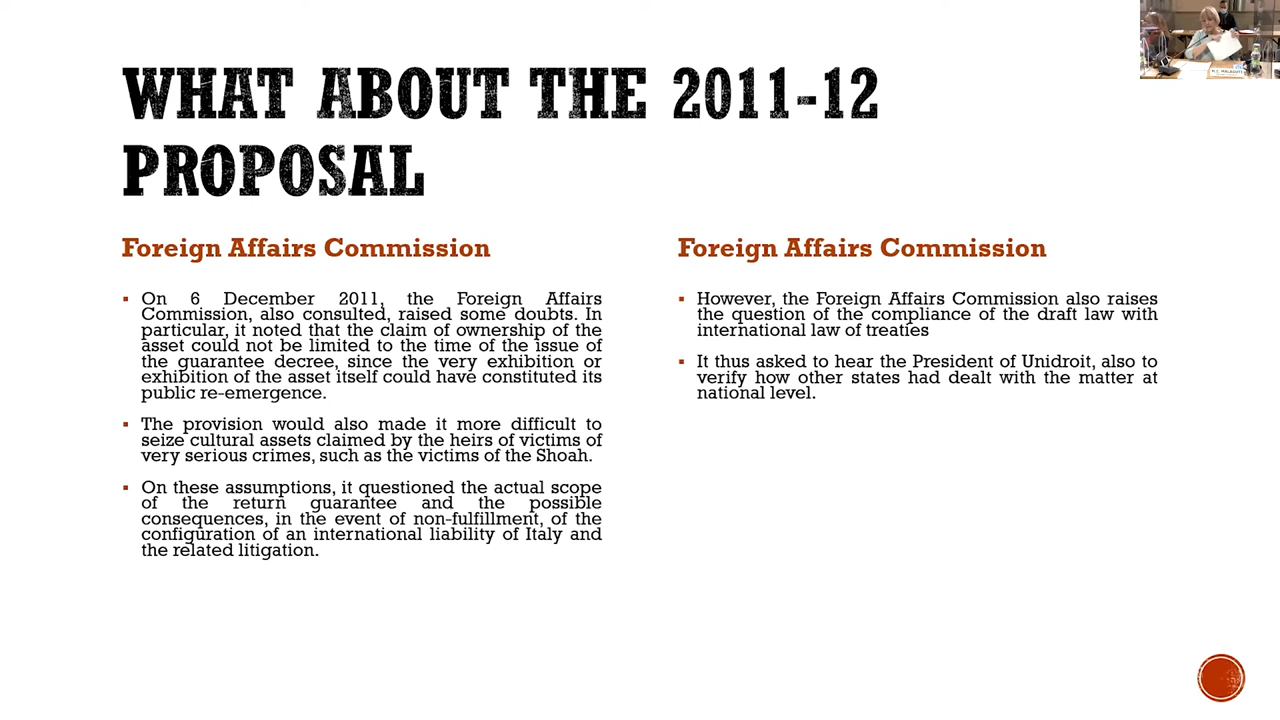 WHAT ABOUT THE 2011-12
PROPOSAL
Foreign Affairs Commission
On 6 December 2011, the Foreign Affairs
Commission, also consulted, raised some doubts. In
particular, it noted that the claim of ownership of the
asset could not be limited to the time of the issue of
the guarantee decree, since the very exhibition or
exhibition of the asset itself could have constituted its
public re-emergence.
The provision would also made it more difficult to
seize cultural assets claimed by the heirs of victims of
very serious crimes, such as the victims of the Shoah.
On these assumptions, it questioned the actual scope
of the return guarantee and the possible
consequences, in the event of non-fulfillment, of the
configuration of an international liability of Italy and
the related litigation.
Foreign Affairs Commission
However, the Foreign Affairs Commission also raises
the question of the compliance of the draft law with
international law of treaties
It thus asked to hear the President of Unidroit, also to
verify how other states had dealt with the matter at
national level.